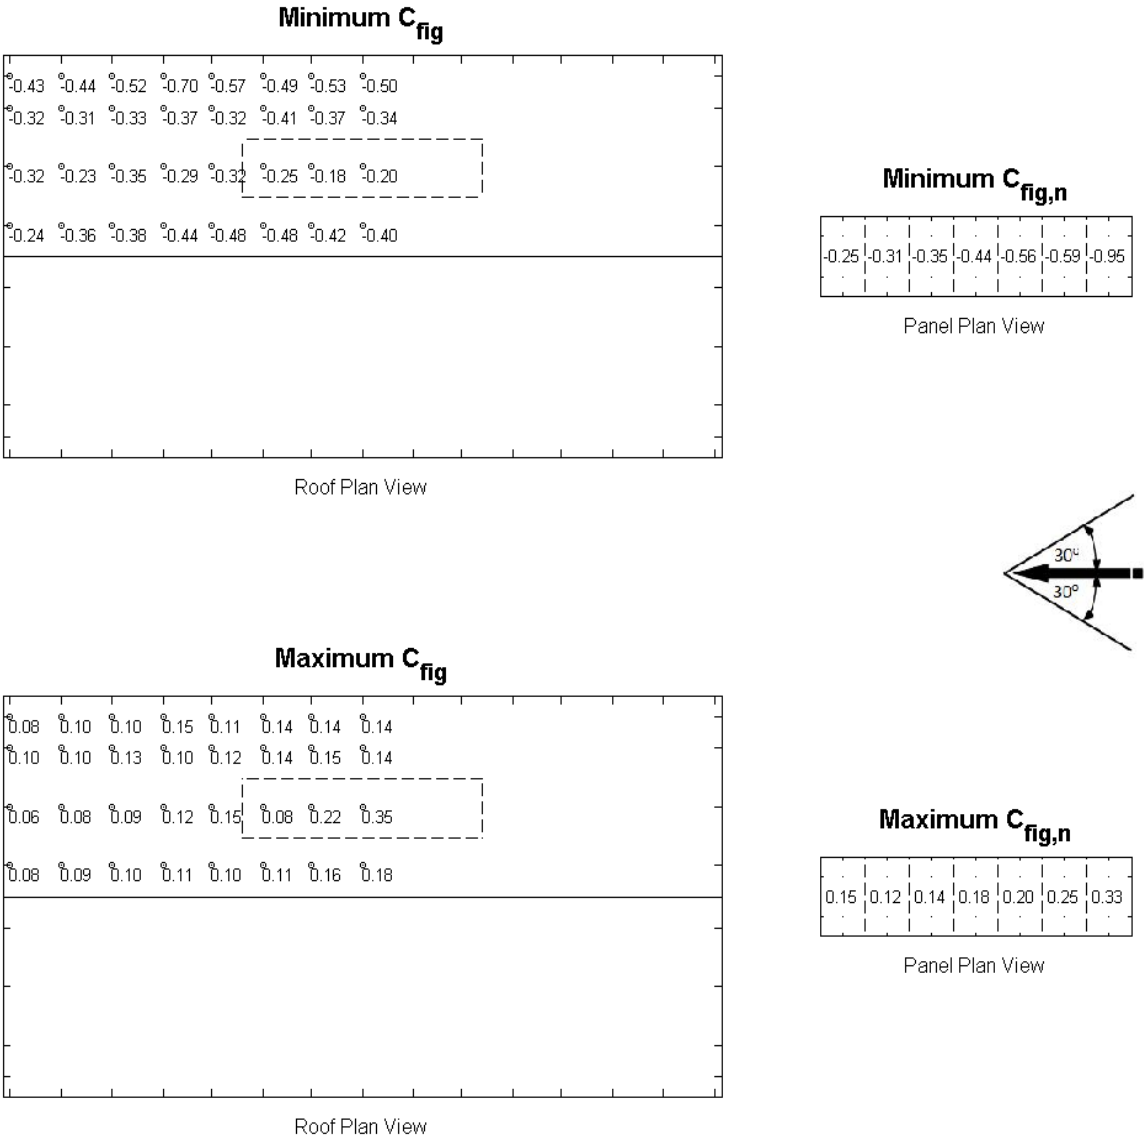 Minimum Cfig
-0.43 -0.44 -0.52 -0.70 -0.57 -0.49 -0.53 -0.50
-0.32 -0.31 -0.33 -0.37 -0.32 -0.41 -0.37 -0.34
-0.32 -0.23 -0.35 -0.29 -0.32 -0.25 -0.18 -0.20
-0.24 -0.36 -0.38 -0.44 -0.48 -0.48 -0.42 -0.40
Roof Plan View
Minimum Cfig,n
-0.25 -0.31 -0.35 -0.44 -0.56 -0.59 -0.95
Panel Plan View
30º
30º
Maximum Cfig
0.08 0.10 0.10 0.15 0.11 0.14 0.14 0.14
0.10 0.10 0.13 0.10 0.12 0.14 0.15 0.14
0.06 0.08 0.09 0.12 0.15 0.08 0.22 0.35
0.08 0.09 0.10 0.11 0.10 0.11 0.16 0.18
Roof Plan View
Maximum Cfig,n
0.15 0.12 0.14 0.18 0.20 0.25 0.33
Panel Plan View